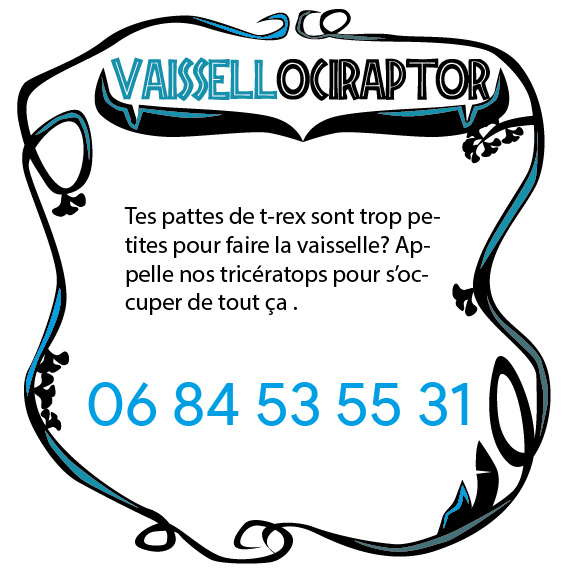 VAISSELLOCIRAPTOR
Tes pattes de t-rex sont trop pe-
tites pour faire la vaisselle? Ap-
pelle nos tricératops pour s'oc-
cuper de tout ça .
06 84 53 55 31